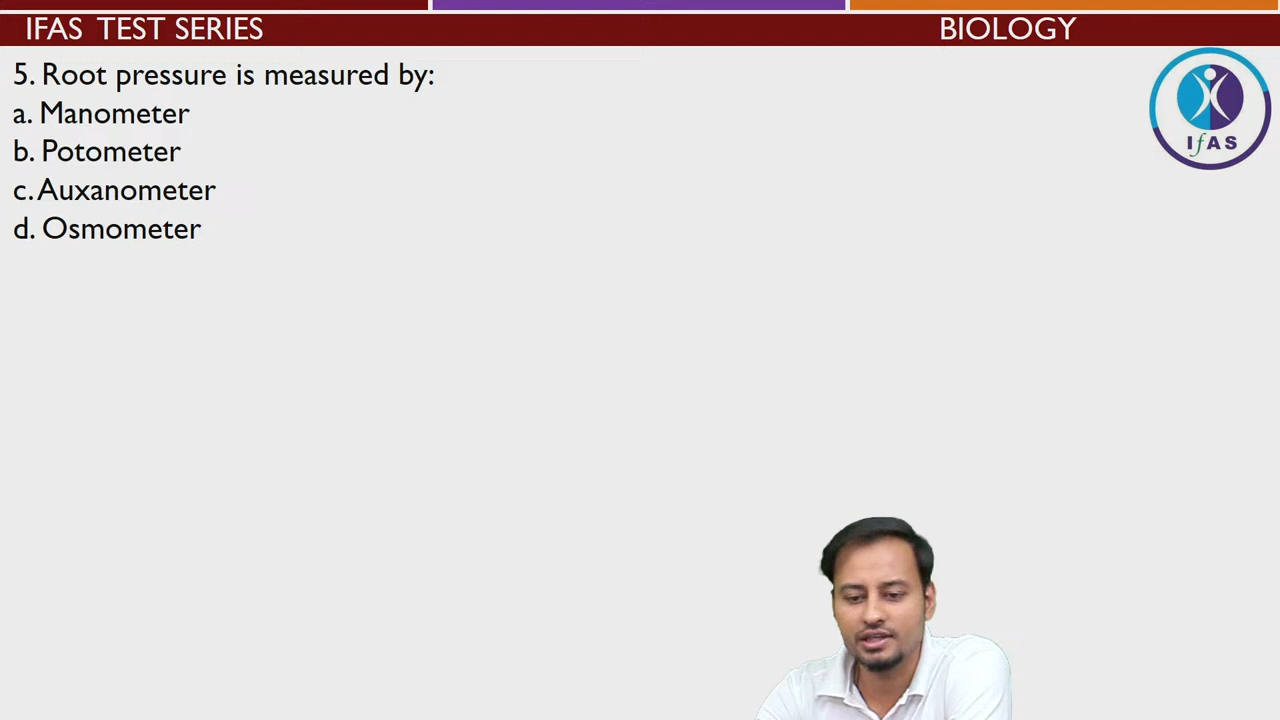 IFAS TEST SERIES
BIOLOGY
5. Root pressure is measured by:
a. Manometer
b. Potometer
c. Auxanometer
d. Osmometer
IfAS